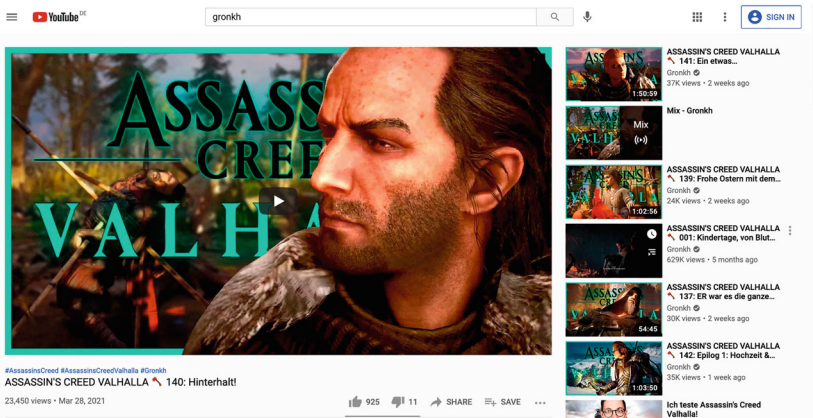 YouTube DE
gronkh
SIGN IN
ASSASSIN'S
CREED
VALHALLA
#AssassinsCreed #AssassinsCreedValhalla #Gronkh
ASSASSIN'S CREED VALHALLA 🪓 140: Hinterhalt!
23,450 views • Mar 28, 2021
925
11
SHARE
SAVE
1:50:59
ASSASSIN'S CREED VALHALLA
🪓 141: Ein etwas...
Gronkh
37K views • 2 weeks ago
Mix
Mix - Gronkh
1:02:56
ASSASSIN'S CREED VALHALLA
🪓 139: Frohe Ostern mit dem...
Gronkh
24K views • 2 weeks ago
ASSASSIN'S CREED VALHALLA
🪓 001: Kindertage, von Blut...
Gronkh
629K views • 5 months ago
54:45
ASSASSIN'S CREED VALHALLA
🪓 137: ER war es die ganze...
Gronkh
30K views • 2 weeks ago
1:03:50
ASSASSIN'S CREED VALHALLA
🪓 142: Epilog 1: Hochzeit &...
Gronkh
35K views • 1 week ago
Ich teste Assassin's Creed
Valhalla!